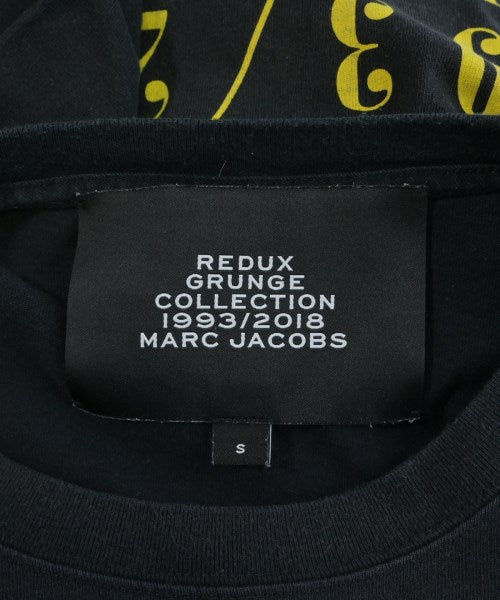 REDUX
GRUNGE
COLLECTION
1993/2018
MARC JACOBS
S